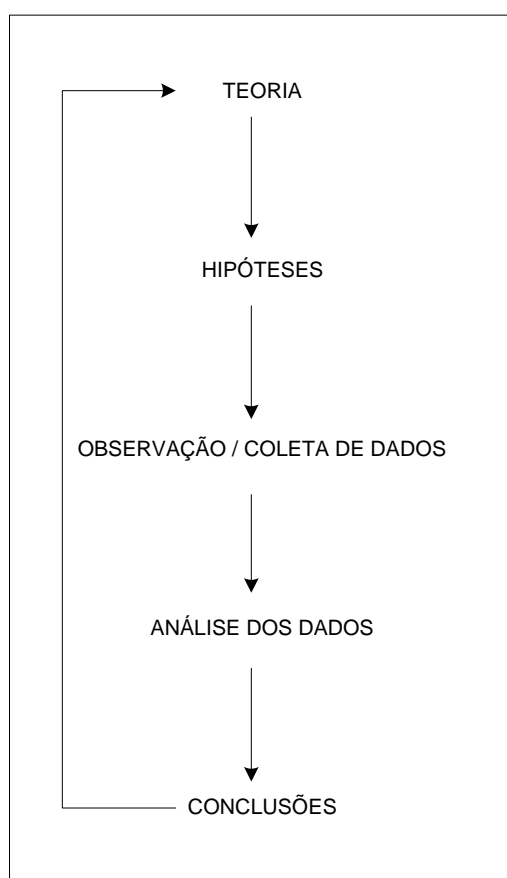 TEORIA
HIPÓTESES
OBSERVAÇÃO / COLETA DE DADOS
ANÁLISE DOS DADOS
CONCLUSÕES